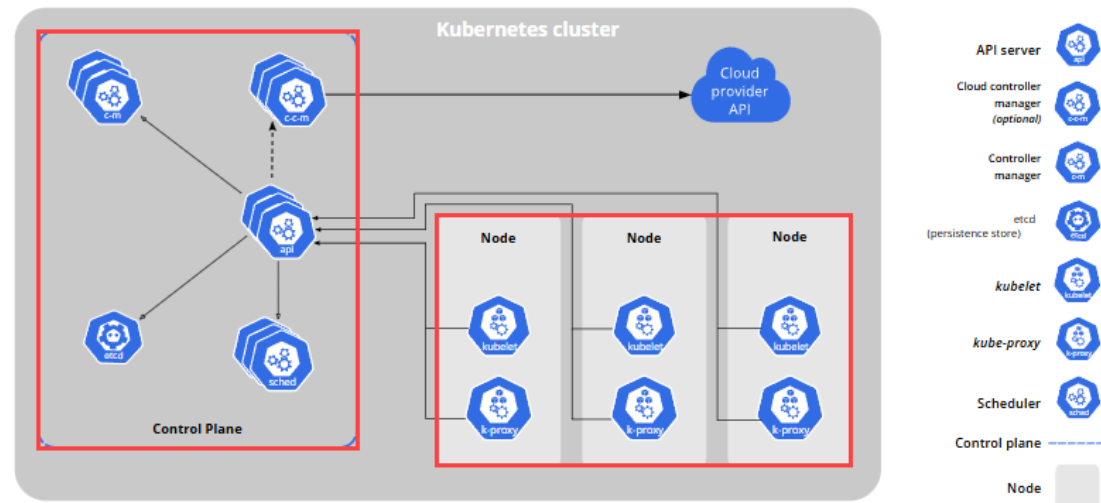 Kubernetes cluster
c-m
c-c-m
Cloud
provider
API
api
etcd
sched
Control Plane
Node
Node
Node
kubelet
kubelet
kubelet
k-proxy
k-proxy
k-proxy
API server
api
Cloud controller
manager
(optional)
c-c-m
Controller
manager
c-m
etcd
(persistence store)
etcd
kubelet
kubelet
kube-proxy
k-proxy
Scheduler
sched
Control plane
Node